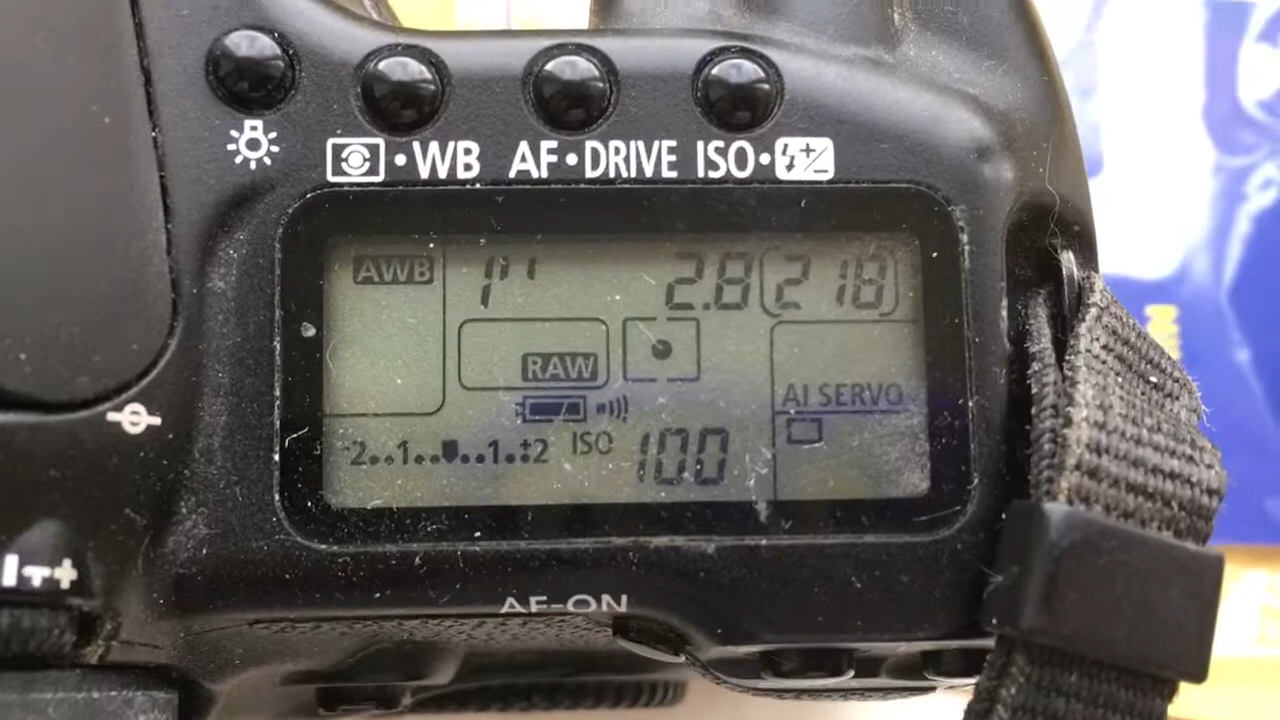 WB AF•DRIVE ISO•
AWB 1" 2.8 218
RAW
AI SERVO
-2..1..▮..1.:+2 ISO 100
AF-ON